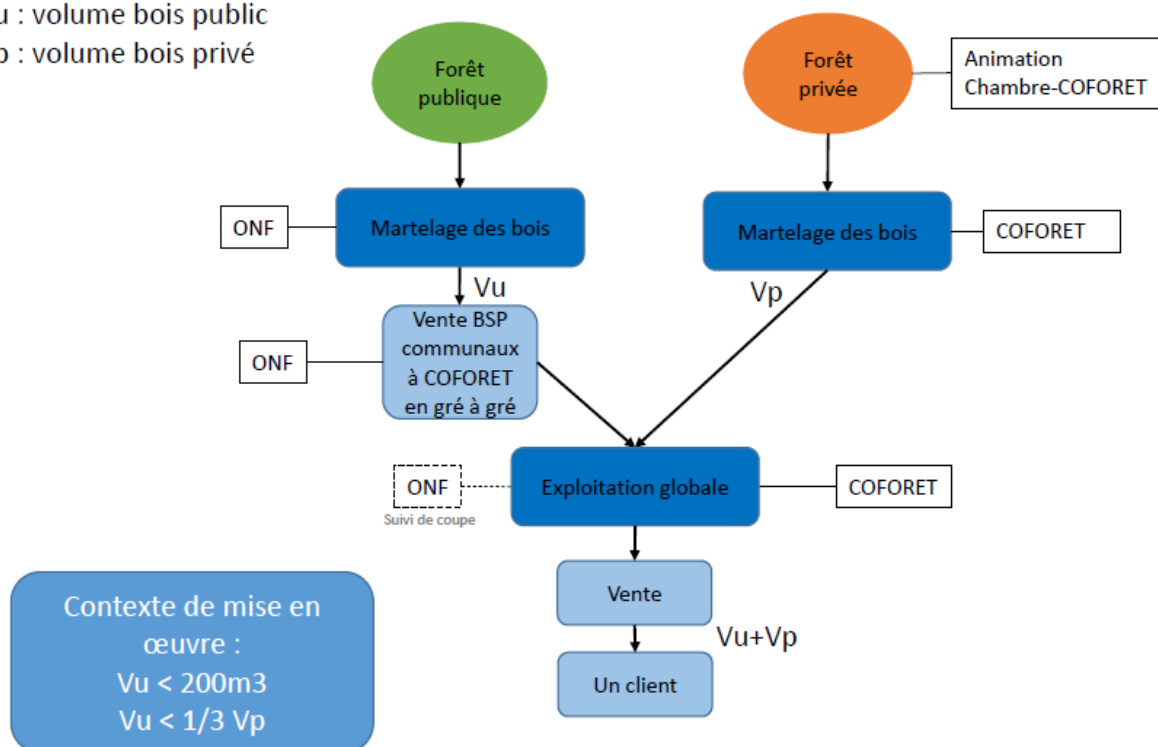 u : volume bois public
p : volume bois privé
Forêt
publique
Forêt
privée
Animation
Chambre-COFORET
ONF
Martelage des bois
Martelage des bois
COFORET
Vu
Vp
ONF
Vente BSP
communaux
à COFORET
en gré à gré
ONF
Suivi de coupe
Exploitation globale
COFORET
Vente
Vu+Vp
Un client
Contexte de mise en
œuvre :
Vu < 200m3
Vu < 1/3 Vp